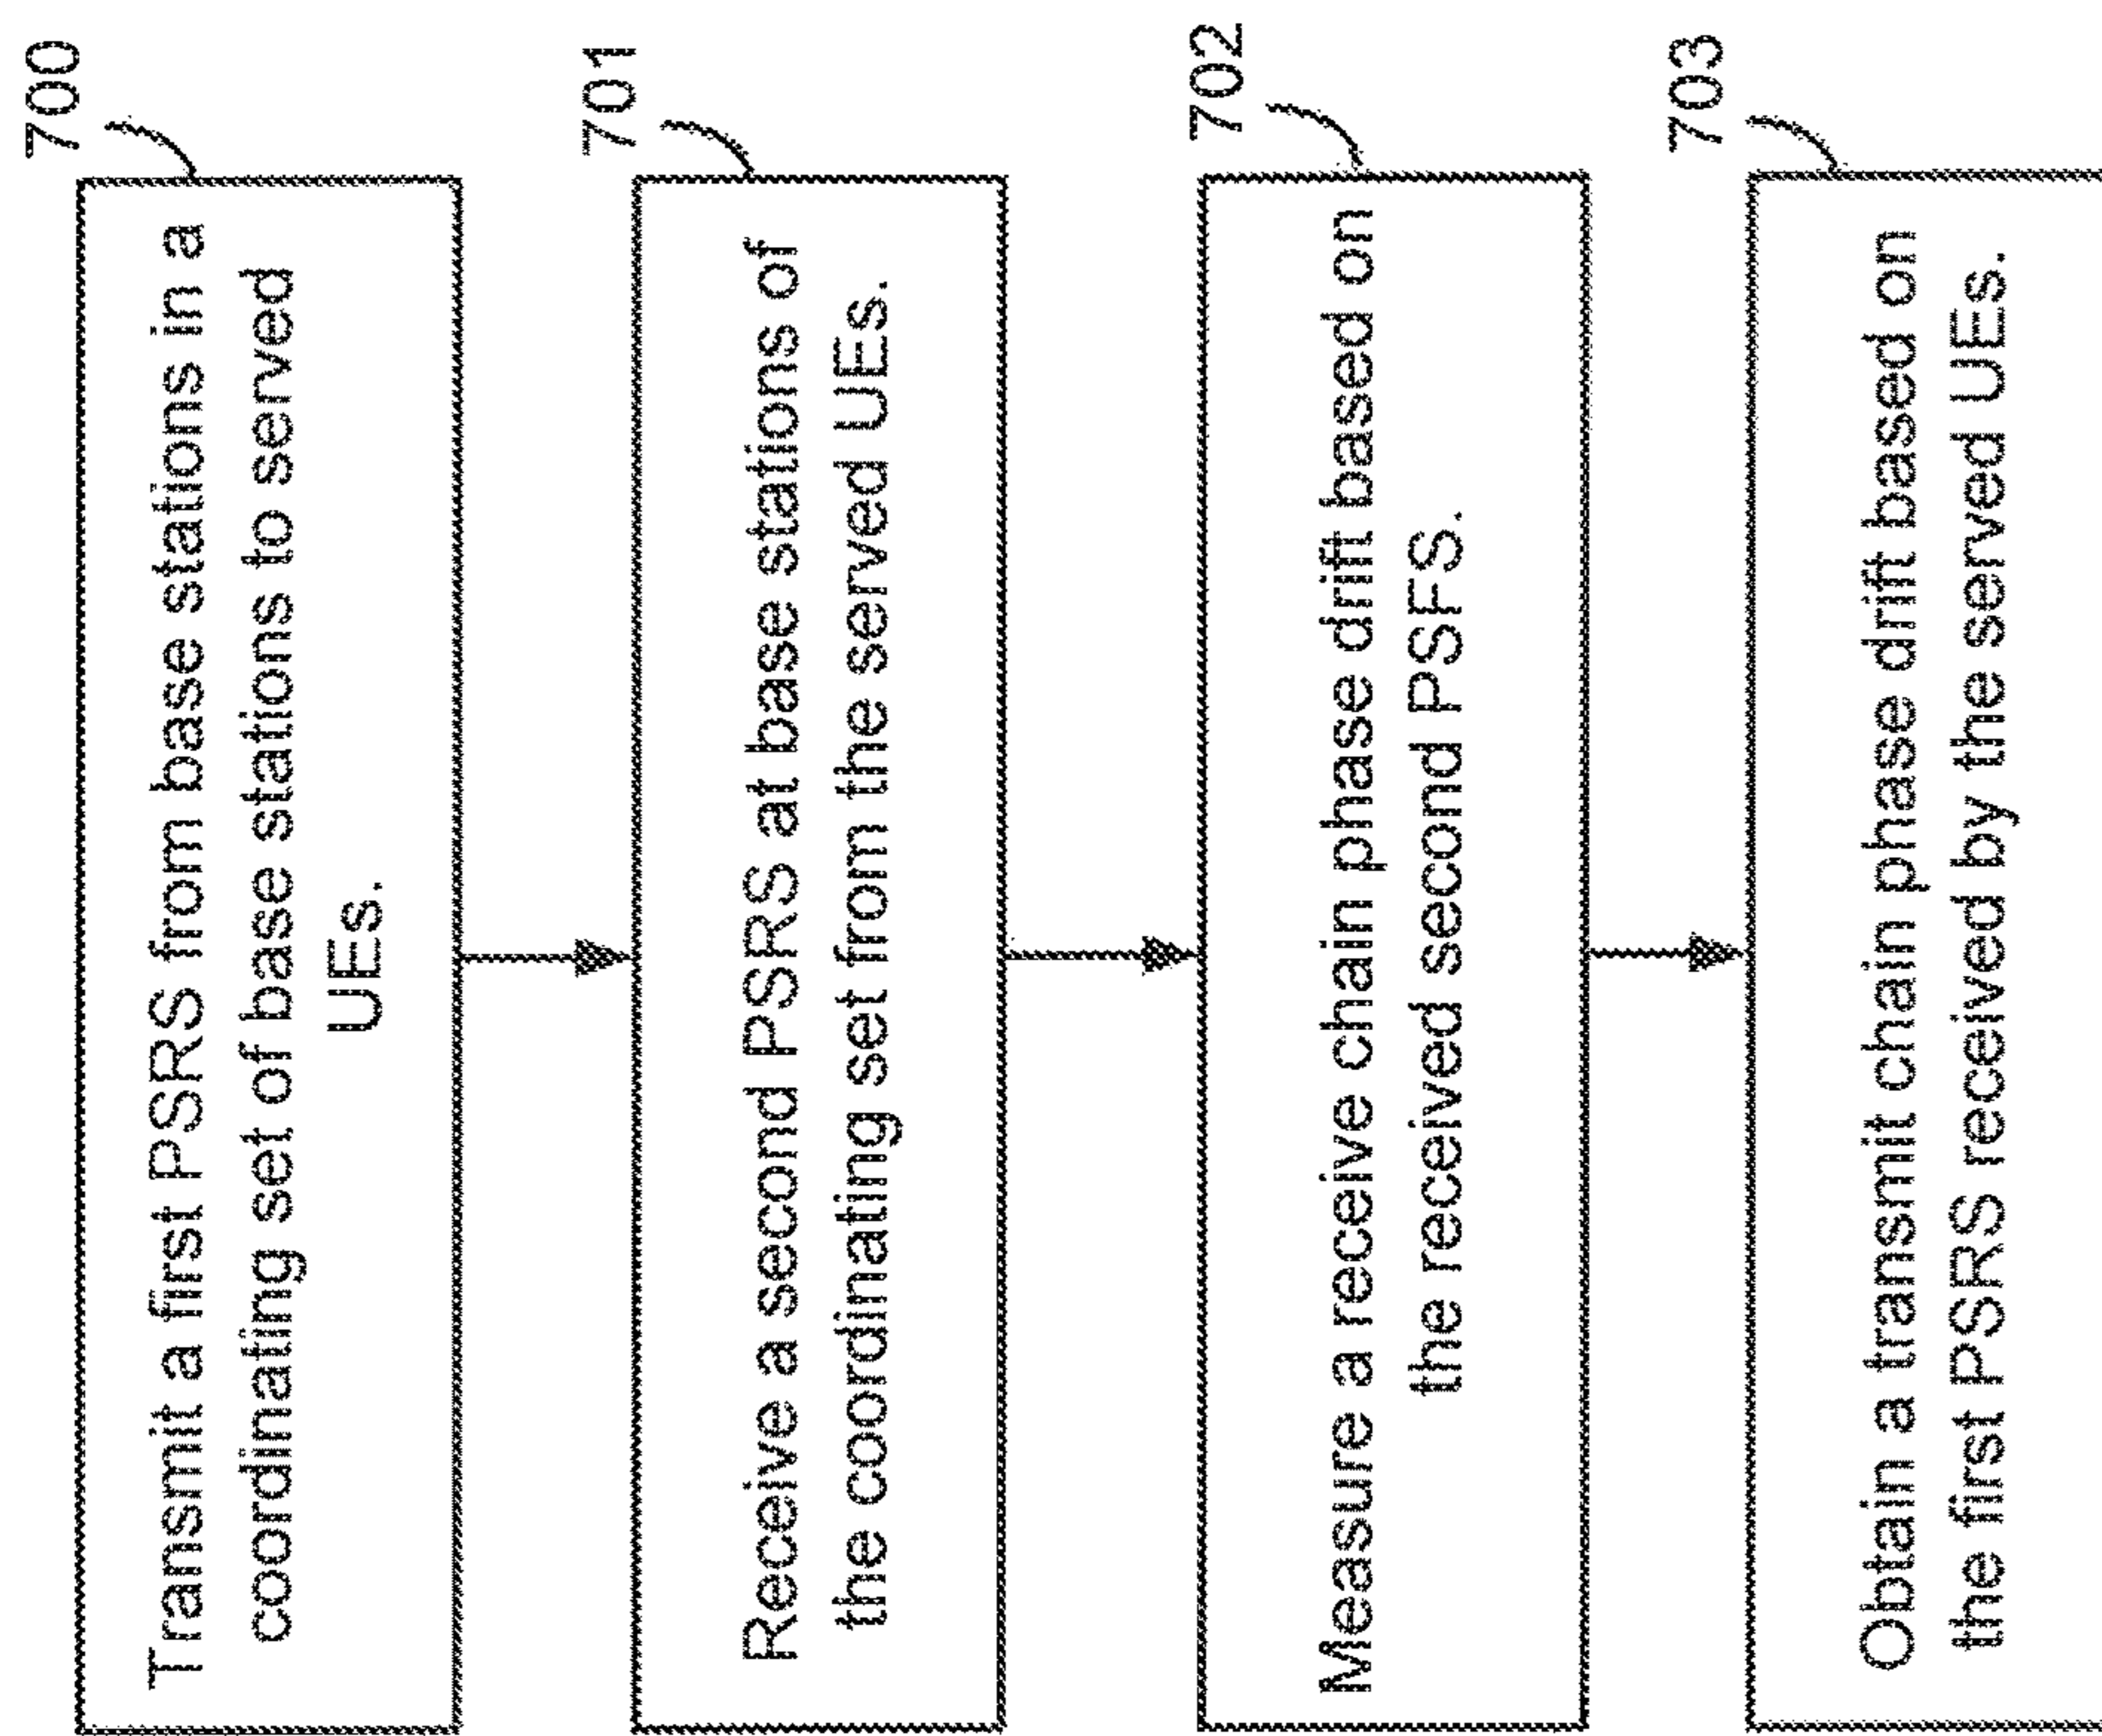 700
Transmit a first PSRS from base stations in a
coordinating set of base stations to served
UEs.
701
Receive a second PSRS at base stations of
the coordinating set from the served UEs.
702
Measure a receive chain phase drift based on
the received second PSFS.
703
Obtain a transmit chain phase drift based on
the first PSRS received by the served UEs.